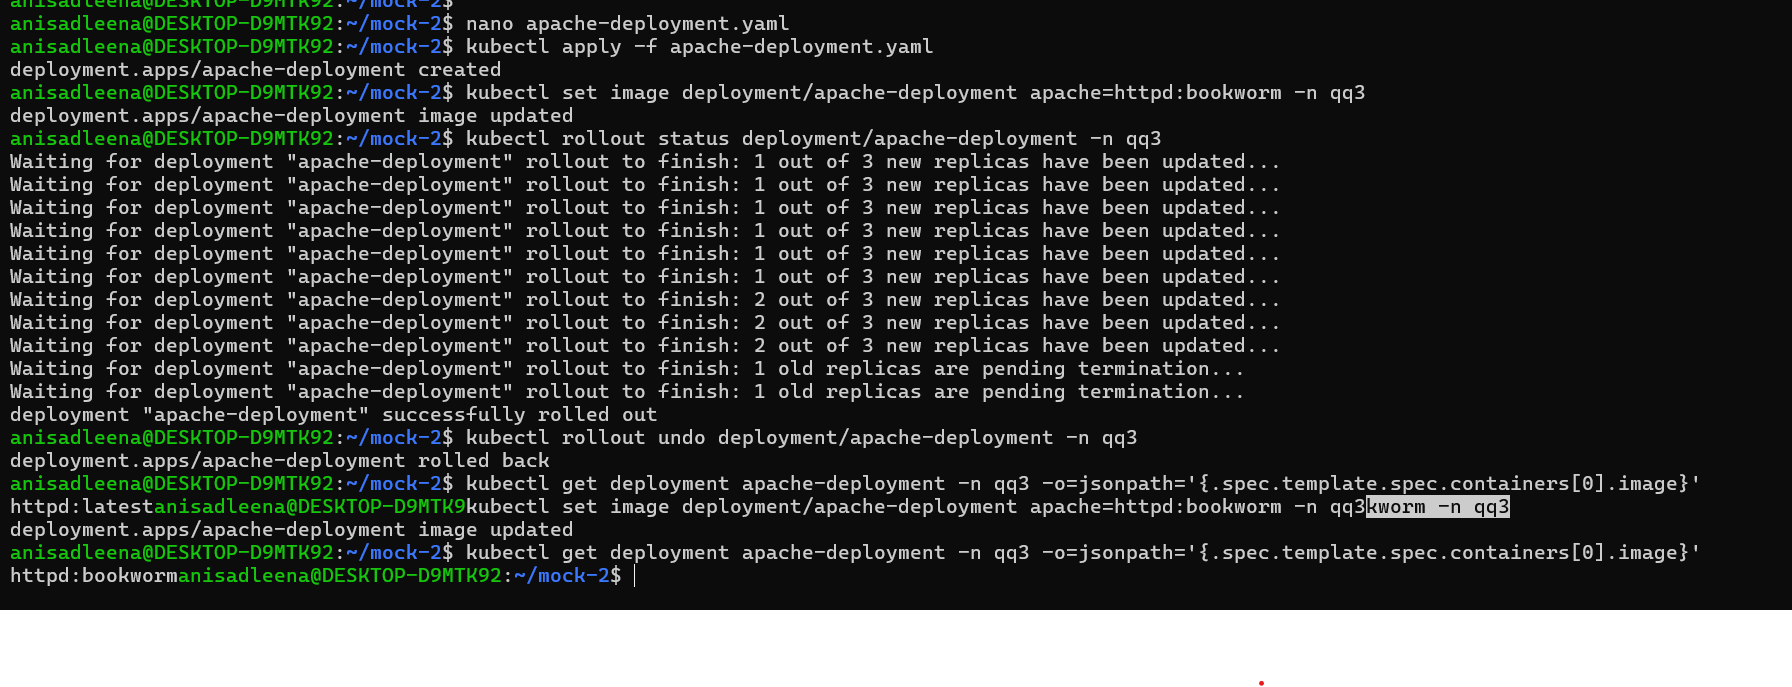 anisadleena@DESKTOP-D9MTK92:~/mock-2$
anisadleena@DESKTOP-D9MTK92:~/mock-2$ nano apache-deployment.yaml
anisadleena@DESKTOP-D9MTK92:~/mock-2$ kubectl apply -f apache-deployment.yaml
deployment.apps/apache-deployment created
anisadleena@DESKTOP-D9MTK92:~/mock-2$ kubectl set image deployment/apache-deployment apache=httpd:bookworm -n qq3
deployment.apps/apache-deployment image updated
anisadleena@DESKTOP-D9MTK92:~/mock-2$ kubectl rollout status deployment/apache-deployment -n qq3
Waiting for deployment "apache-deployment" rollout to finish: 1 out of 3 new replicas have been updated...
Waiting for deployment "apache-deployment" rollout to finish: 1 out of 3 new replicas have been updated...
Waiting for deployment "apache-deployment" rollout to finish: 1 out of 3 new replicas have been updated...
Waiting for deployment "apache-deployment" rollout to finish: 1 out of 3 new replicas have been updated...
Waiting for deployment "apache-deployment" rollout to finish: 1 out of 3 new replicas have been updated...
Waiting for deployment "apache-deployment" rollout to finish: 1 out of 3 new replicas have been updated...
Waiting for deployment "apache-deployment" rollout to finish: 2 out of 3 new replicas have been updated...
Waiting for deployment "apache-deployment" rollout to finish: 2 out of 3 new replicas have been updated...
Waiting for deployment "apache-deployment" rollout to finish: 2 out of 3 new replicas have been updated...
Waiting for deployment "apache-deployment" rollout to finish: 1 old replicas are pending termination...
Waiting for deployment "apache-deployment" rollout to finish: 1 old replicas are pending termination...
deployment "apache-deployment" successfully rolled out
anisadleena@DESKTOP-D9MTK92:~/mock-2$ kubectl rollout undo deployment/apache-deployment -n qq3
deployment.apps/apache-deployment rolled back
anisadleena@DESKTOP-D9MTK92:~/mock-2$ kubectl get deployment apache-deployment -n qq3 -o=jsonpath='{.spec.template.spec.containers[0].image}'
httpd:latestanisadleena@DESKTOP-D9MTK9kubectl set image deployment/apache-deployment apache=httpd:bookworm -n qq3kworm -n qq3
deployment.apps/apache-deployment image updated
anisadleena@DESKTOP-D9MTK92:~/mock-2$ kubectl get deployment apache-deployment -n qq3 -o=jsonpath='{.spec.template.spec.containers[0].image}'
httpd:bookwormanisadleena@DESKTOP-D9MTK92:~/mock-2$